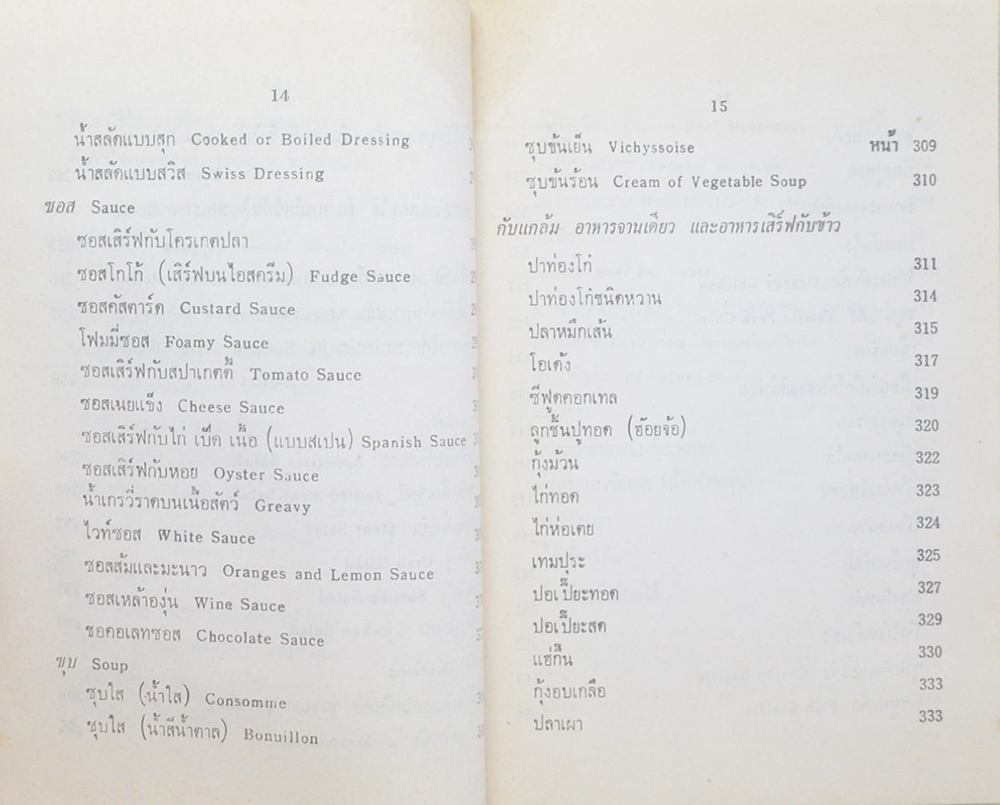 14
น้ำสลัดแบบสุก Cooked or Boiled Dressing
น้ำสลัดแบบสวิส Swiss Dressing
ซอส Sauce
ซอสเสิร์ฟกับโครเกตปลา
ซอสโกโก้ (เสิร์ฟบนไอสครีม) Fudge Sauce
ซอสคัสตาร์ด Custard Sauce
โฟมมี่ซอส Foamy Sauce
ซอสเสิร์ฟกับสปาเกตตี้ Tomato Sauce
ซอสเนยแข็ง Cheese Sauce
ซอสเสิร์ฟกับไก่ เป็ด เนื้อ (แบบสเปน) Spanish Sauce
ซอสเสิร์ฟกับหอย Oyster Sauce
น้ำเกรวี่ราดบนเนื้อสัตว์ Greavy
ไวท์ซอส White Sauce
ซอสส้มและมะนาว Oranges and Lemon Sauce
ซอสเหล้าองุ่น Wine Sauce
ชอคอเลทซอส Chocolate Sauce
ซุบ Soup
ซุบใส (น้ำใส) Consomme
ซุบใส (น้ำสีน้ำตาล) Bonuillon
15
ซุบข้นเย็น Vichyssoise หน้า 309
ซุบข้นร้อน Cream of Vegetable Soup 310
กับแกล้ม อาหารจานเดียว และอาหารเสิร์ฟกับข้าว
ปาท่องโก๋ 311
ปาท่องโก๋ชนิดหวาน 314
ปลาหมึกเส้น 315
โอเด้ง 317
ซีฟูดคอกเทล 319
ลูกชิ้นปูทอด (ฮ้อยจ้อ) 320
กุ้งม้วน 322
ไก่ทอด 323
ไก่ห่อเตย 324
เทมปุระ 325
ปอเปี๊ยะทอด 327
ปอเปี๊ยะสด 329
แฮ่กึ๊น 330
กุ้งอบเกลือ 333
ปลาเผา 333